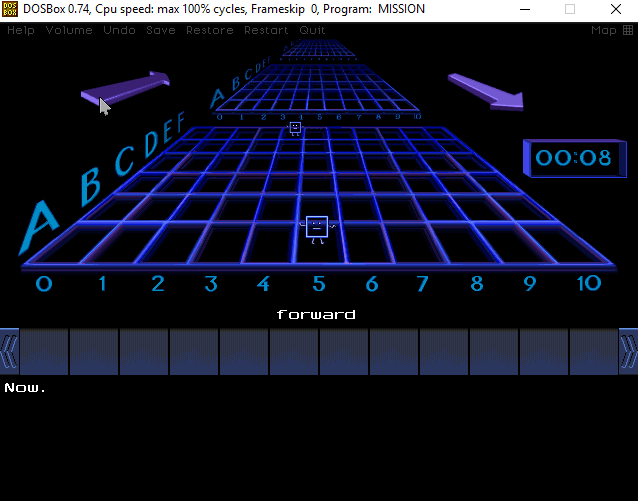 DOSBox 0.74, Cpu speed: max 100% cycles, Frameskip 0, Program: MISSION
Help Volume Undo Save Restore Restart Quit Map
A B C D E F
0 1 2 3 4 5 6 7 8 9 10
A B C D E F
00:08
0 1 2 3 4 5 6 7 8 9 10
forward
Now.